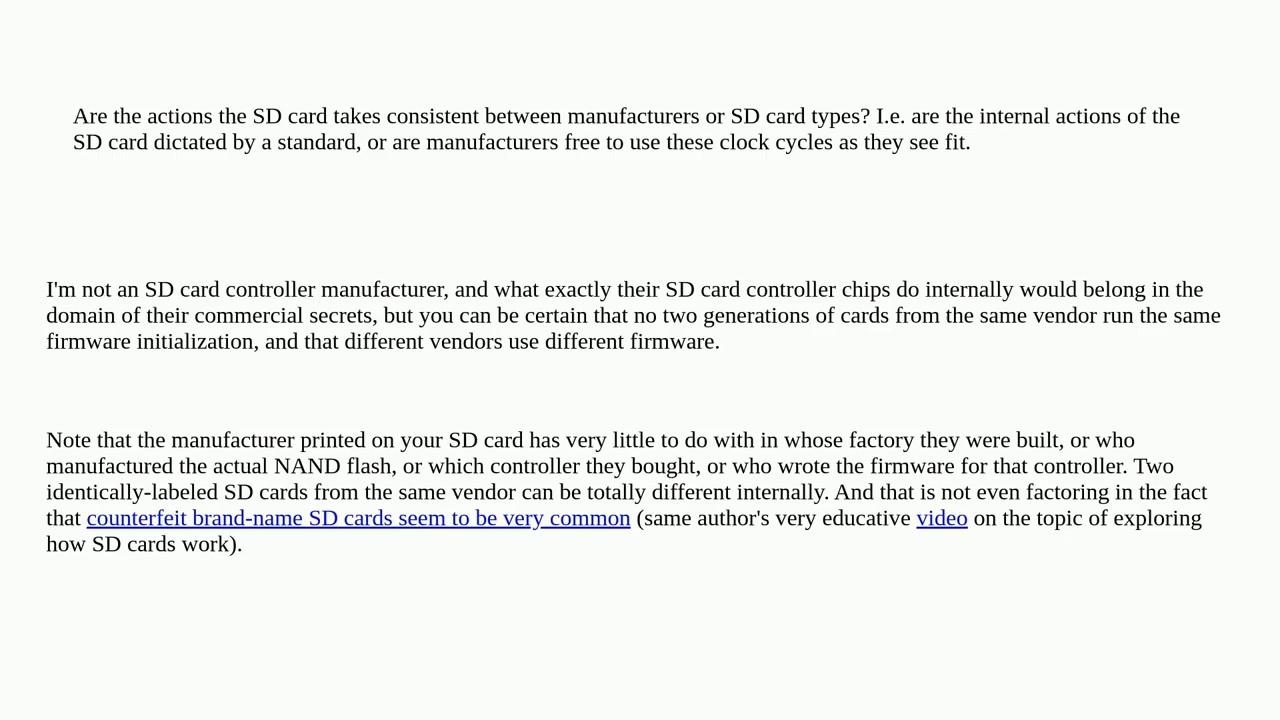 Are the actions the SD card takes consistent between manufacturers or SD card types? I.e. are the internal actions of the
SD card dictated by a standard, or are manufacturers free to use these clock cycles as they see fit.
I'm not an SD card controller manufacturer, and what exactly their SD card controller chips do internally would belong in the
domain of their commercial secrets, but you can be certain that no two generations of cards from the same vendor run the same
firmware initialization, and that different vendors use different firmware.
Note that the manufacturer printed on your SD card has very little to do with in whose factory they were built, or who
manufactured the actual NAND flash, or which controller they bought, or who wrote the firmware for that controller. Two
identically-labeled SD cards from the same vendor can be totally different internally. And that is not even factoring in the fact
that counterfeit brand-name SD cards seem to be very common (same author's very educative video on the topic of exploring
how SD cards work).